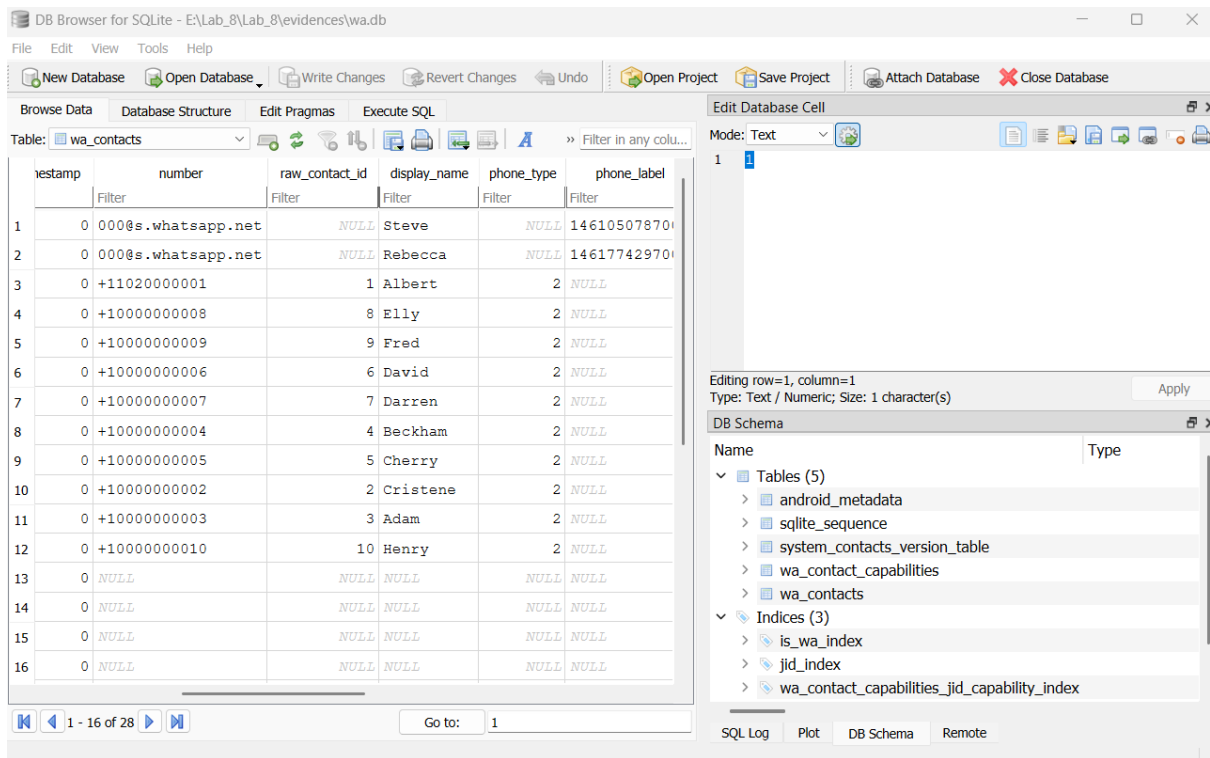 DB Browser for SQLite - E:\Lab_8\Lab_8\evidences\wa.db
File Edit View Tools Help
New Database Open Database Write Changes Revert Changes Undo Open Project Save Project Attach Database Close Database
Browse Data Database Structure Edit Pragmas Execute SQL
Table: wa_contacts » Filter in any colu...
nestamp number raw_contact_id display_name phone_type phone_label
Filter Filter Filter Filter Filter
1 0 000@s.whatsapp.net NULL Steve NULL 14610507870
2 0 000@s.whatsapp.net NULL Rebecca NULL 14617742970
3 0 +11020000001 1 Albert 2 NULL
4 0 +10000000008 8 Elly 2 NULL
5 0 +10000000009 9 Fred 2 NULL
6 0 +10000000006 6 David 2 NULL
7 0 +10000000007 7 Darren 2 NULL
8 0 +10000000004 4 Beckham 2 NULL
9 0 +10000000005 5 Cherry 2 NULL
10 0 +10000000002 2 Cristene 2 NULL
11 0 +10000000003 3 Adam 2 NULL
12 0 +10000000010 10 Henry 2 NULL
13 0 NULL NULL NULL NULL NULL
14 0 NULL NULL NULL NULL NULL
15 0 NULL NULL NULL NULL NULL
16 0 NULL NULL NULL NULL NULL
1 - 16 of 28 Go to: 1
Edit Database Cell
Mode: Text
1 1
Editing row=1, column=1
Type: Text / Numeric; Size: 1 character(s)
Apply
DB Schema
Name Type
Tables (5)
android_metadata
sqlite_sequence
system_contacts_version_table
wa_contact_capabilities
wa_contacts
Indices (3)
is_wa_index
jid_index
wa_contact_capabilities_jid_capability_index
SQL Log Plot DB Schema Remote